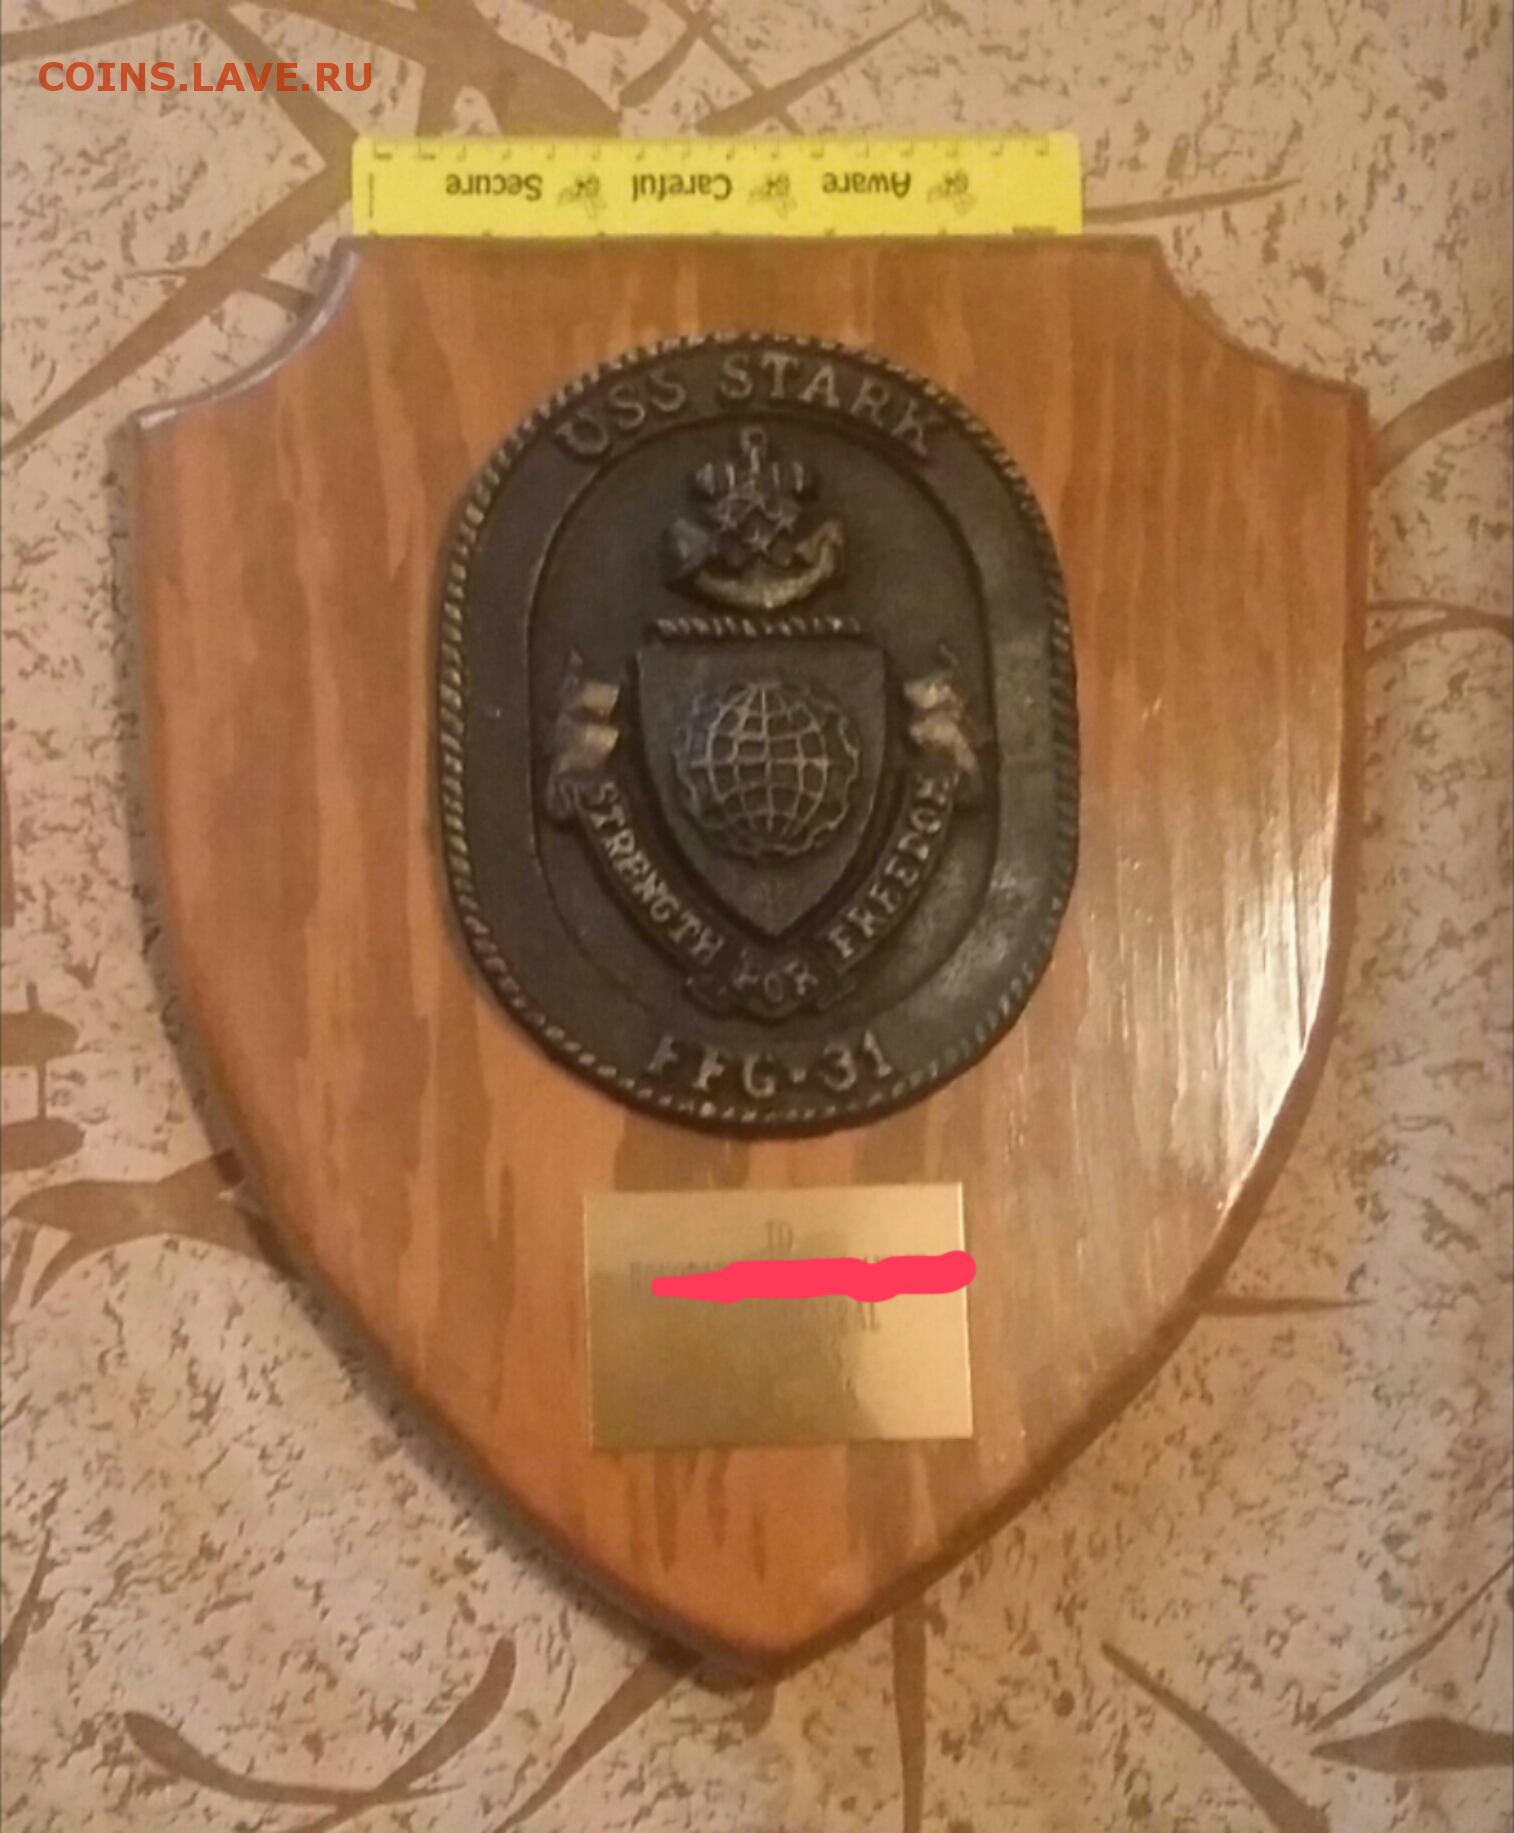 COINS.LAVE.RU
Secure Careful Aware
USS STARK
STRENGTH FOR FREEDOM
FFG-31
TO